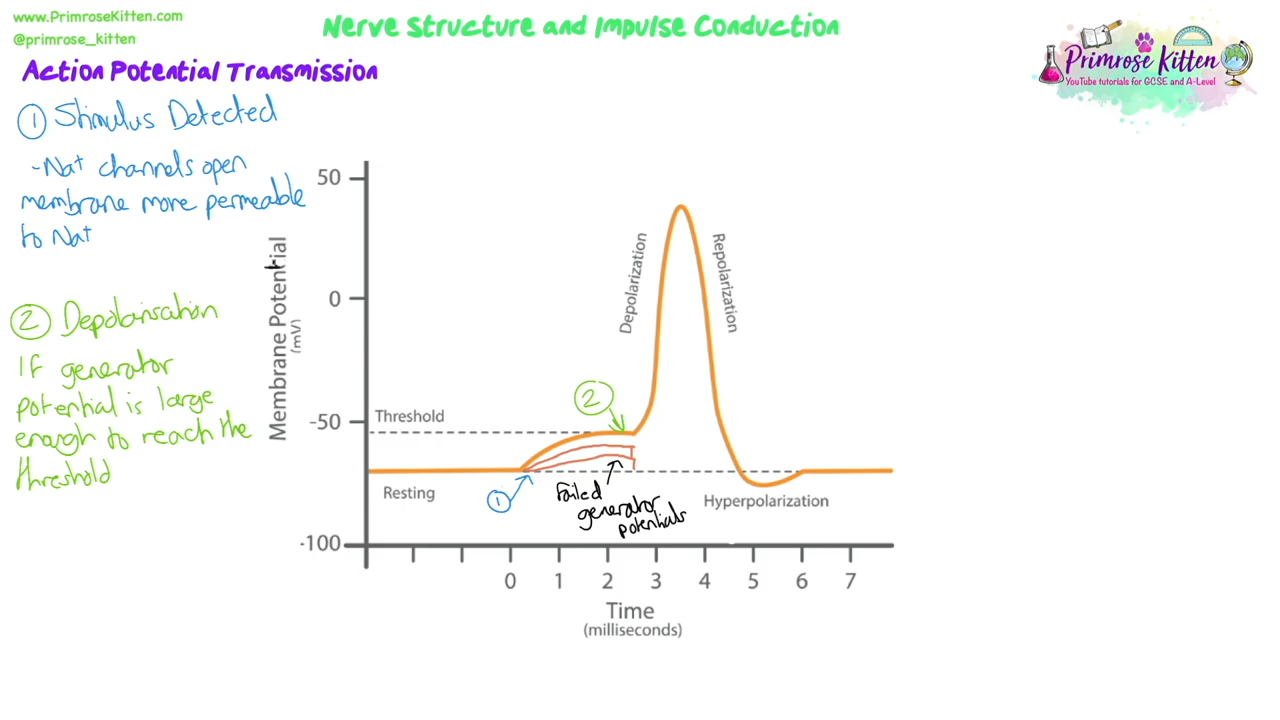 www.PrimroseKitten.com
@primrose_kitten
Nerve Structure and Impulse Conduction
Primrose Kitten
YouTube tutorials for GCSE and A-Level
Action Potential Transmission
① Stimulus Detected
-Na+ channels open
membrane more permeable
to Na+
② Depolarisation
If generator
potential is large
enough to reach the
threshold
Membrane Potential
(mV)
50
0
-50
-100
Threshold
Resting
Depolarization
Repolarization
Hyperpolarization
②
①
Failed
generator
potentials
0 1 2 3 4 5 6 7
Time
(milliseconds)